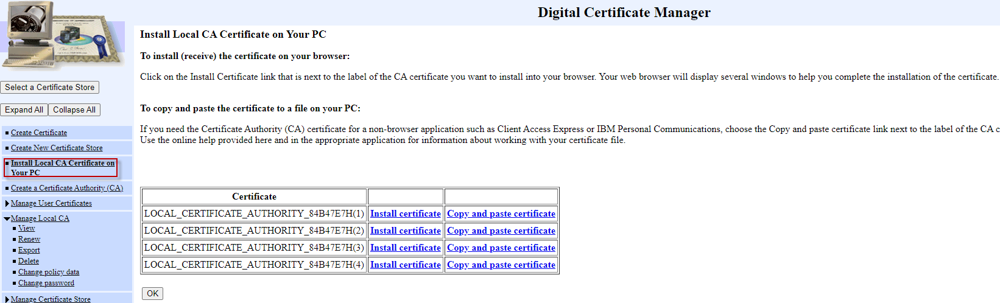 Digital Certificate Manager
Select a Certificate Store
Expand All Collapse All
Create Certificate
Create New Certificate Store
Install Local CA Certificate on
Your PC
Create a Certificate Authority (CA)
Manage User Certificates
Manage Local CA
View
Renew
Export
Delete
Change policy data
Change password
Manage Certificate Store
Install Local CA Certificate on Your PC
To install (receive) the certificate on your browser:
Click on the Install Certificate link that is next to the label of the CA certificate you want to install into your browser. Your web browser will display several windows to help you complete the installation of the certificate.
To copy and paste the certificate to a file on your PC:
If you need the Certificate Authority (CA) certificate for a non-browser application such as Client Access Express or IBM Personal Communications, choose the Copy and paste certificate link next to the label of the CA c
Use the online help provided here and in the appropriate application for information about working with your certificate file.
Certificate
LOCAL_CERTIFICATE_AUTHORITY_84B47E7H(1) Install certificate Copy and paste certificate
LOCAL_CERTIFICATE_AUTHORITY_84B47E7H(2) Install certificate Copy and paste certificate
LOCAL_CERTIFICATE_AUTHORITY_84B47E7H(3) Install certificate Copy and paste certificate
LOCAL_CERTIFICATE_AUTHORITY_84B47E7H(4) Install certificate Copy and paste certificate
OK